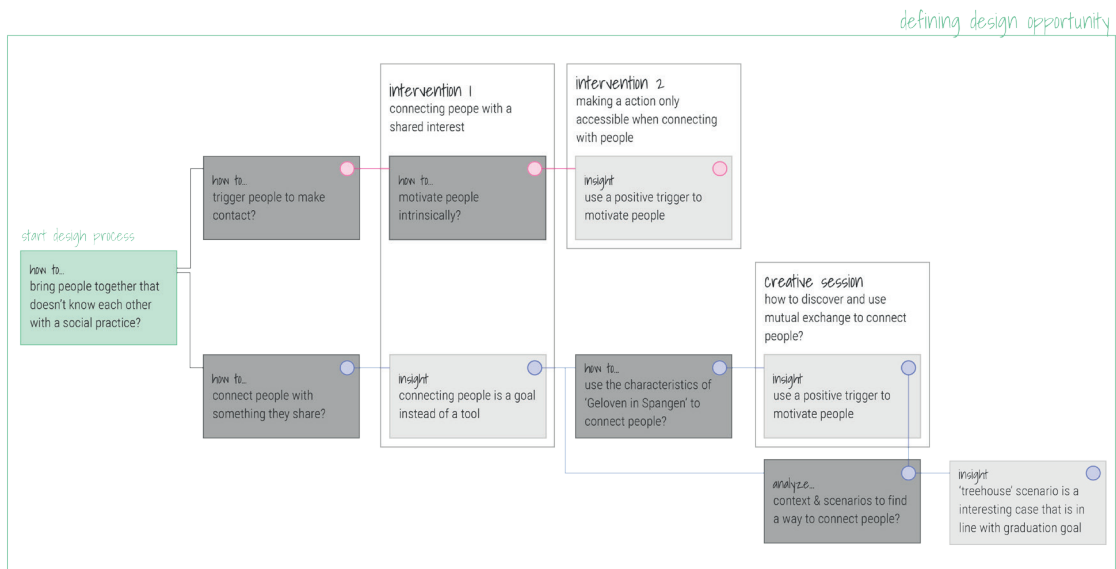 defining design opportunity
intervention 1
connecting peope with a
shared interest
intervention 2
making a action only
accessible when connecting
with people
how to...
trigger people to make
contact?
how to...
motivate people
intrinsically?
insight
use a positive trigger to
motivate people
start design process
how to...
bring people together that
doesn't know each other
with a social practice?
creative session
how to discover and use
mutual exchange to connect
people?
how to...
connect people with
something they share?
insight
connecting people is a goal
instead of a tool
how to...
use the characteristics of
'Geloven in Spangen' to
connect people?
insight
use a positive trigger to
motivate people
analyze...
context & scenarios to find
a way to connect people?
insight
'treehouse' scenario is a
interesting case that is in
line with graduation goal